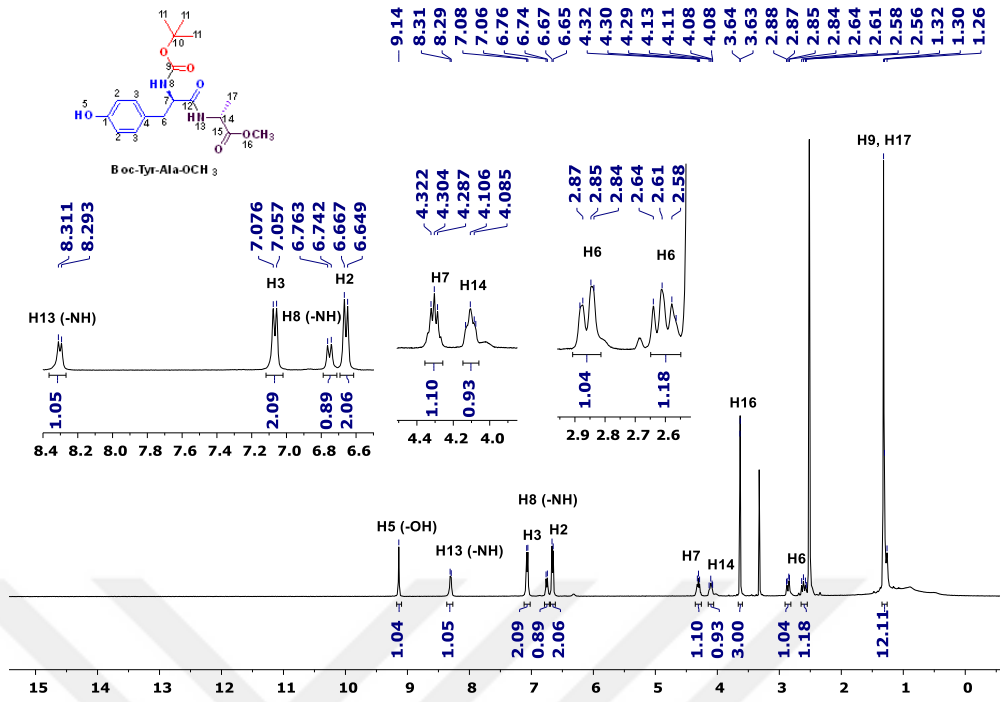 9.14
8.31
8.29
7.08
7.06
6.76
6.74
6.67
6.65
4.32
4.30
4.29
4.13
4.11
4.08
4.08
3.64
3.63
2.88
2.87
2.85
2.84
2.64
2.61
2.58
2.56
1.32
1.30
1.26
11
11
11
10
O
9
O
HN
8
O
17
5
2
3
7
12
HO
1
4
6
N
H
13
14
2
3
15
OCH3
16
O
Boc-Tyr-Ala-OCH3
H9, H17
8.311
8.293
7.076
7.057
6.763
6.742
6.667
6.649
4.322
4.304
4.287
4.106
4.085
2.87
2.85
2.84
2.64
2.61
2.58
H13 (-NH)
H3
H8 (-NH)
H2
H7
H14
H6
H6
1.05
2.09
0.89
2.06
1.10
0.93
1.04
1.18
8.4 8.2 8.0 7.8 7.6 7.4 7.2 7.0 6.8 6.6
4.4 4.2 4.0
2.9 2.8 2.7 2.6
H16
H8 (-NH)
H5 (-OH)
H13 (-NH)
H3
H2
H7
H14
H6
1.04
1.05
2.09
0.89
2.06
1.10
0.93
3.00
1.04
1.18
12.11
15 14 13 12 11 10 9 8 7 6 5 4 3 2 1 0